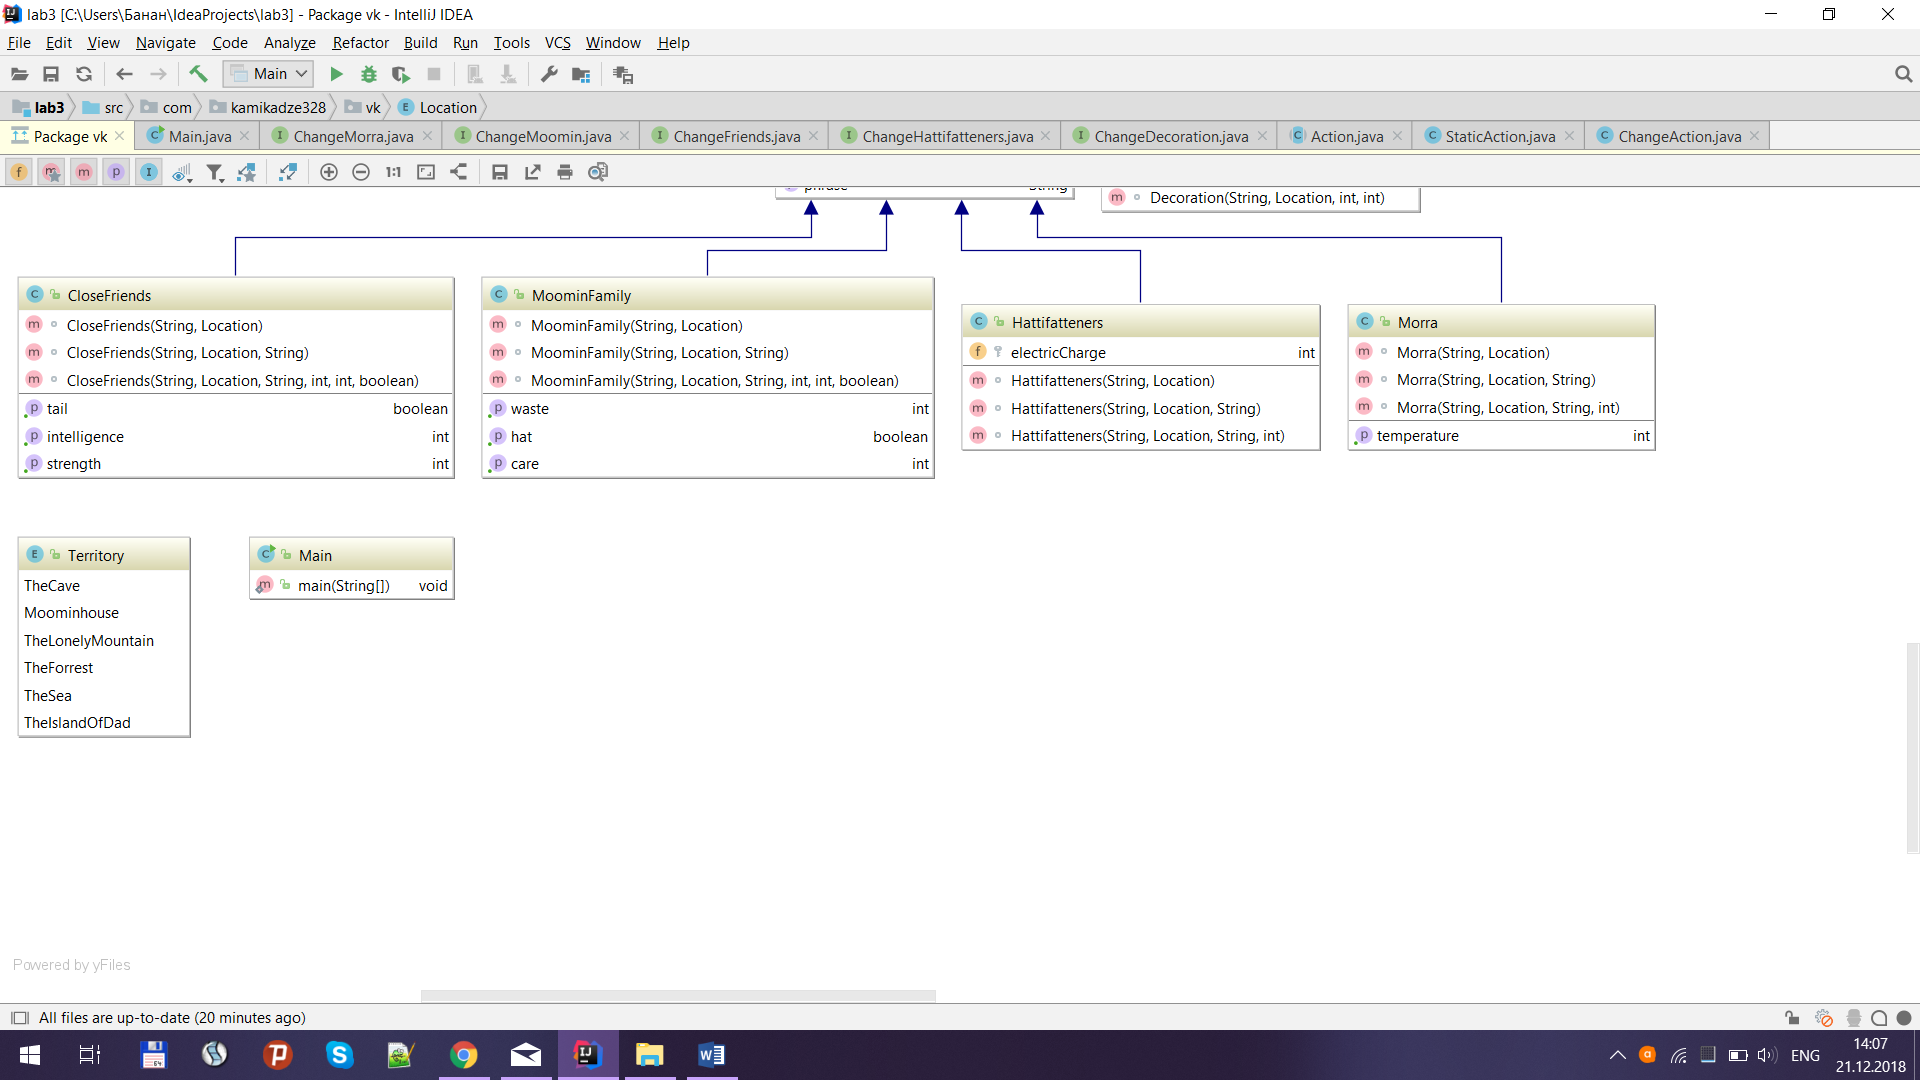 lab3 [C:\Users\Банан\IdeaProjects\lab3] - Package vk - IntelliJ IDEA
File Edit View Navigate Code Analyze Refactor Build Run Tools VCS Window Help
Main
lab3 src com kamikadze328 vk E Location
Package vk Main.java ChangeMorra.java ChangeMoomin.java ChangeFriends.java ChangeHattifatteners.java ChangeDecoration.java Action.java StaticAction.java ChangeAction.java
f m m p I 1:1
phrase String
m Decoration(String, Location, int, int)
C CloseFriends
m CloseFriends(String, Location)
m CloseFriends(String, Location, String)
m CloseFriends(String, Location, String, int, int, boolean)
p tail boolean
p intelligence int
p strength int
C MoominFamily
m MoominFamily(String, Location)
m MoominFamily(String, Location, String)
m MoominFamily(String, Location, String, int, int, boolean)
p waste int
p hat boolean
p care int
C Hattifatteners
f electricCharge int
m Hattifatteners(String, Location)
m Hattifatteners(String, Location, String)
m Hattifatteners(String, Location, String, int)
C Morra
m Morra(String, Location)
m Morra(String, Location, String)
m Morra(String, Location, String, int)
p temperature int
E Territory
TheCave
Moominhouse
TheLonelyMountain
TheForrest
TheSea
TheIslandOfDad
C Main
m main(String[]) void
Powered by yFiles
All files are up-to-date (20 minutes ago)
ENG
14:07
21.12.2018